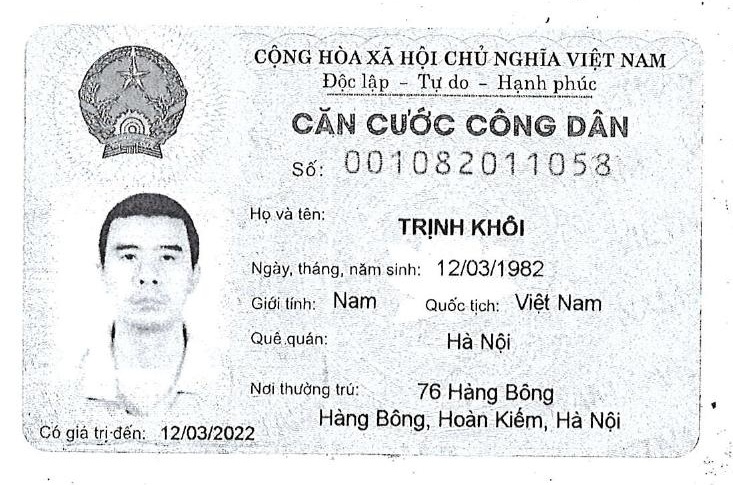 CỘNG HÒA XÃ HỘI CHỦ NGHĨA VIỆT NAM
Độc lập - Tự do - Hạnh phúc
CĂN CƯỚC CÔNG DÂN
Số: 001082011058
Họ và tên: TRỊNH KHÔI
Ngày, tháng, năm sinh: 12/03/1982
Giới tính: Nam Quốc tịch: Việt Nam
Quê quán: Hà Nội
Nơi thường trú: 76 Hàng Bông
Hàng Bông, Hoàn Kiếm, Hà Nội
Có giá trị đến: 12/03/2022